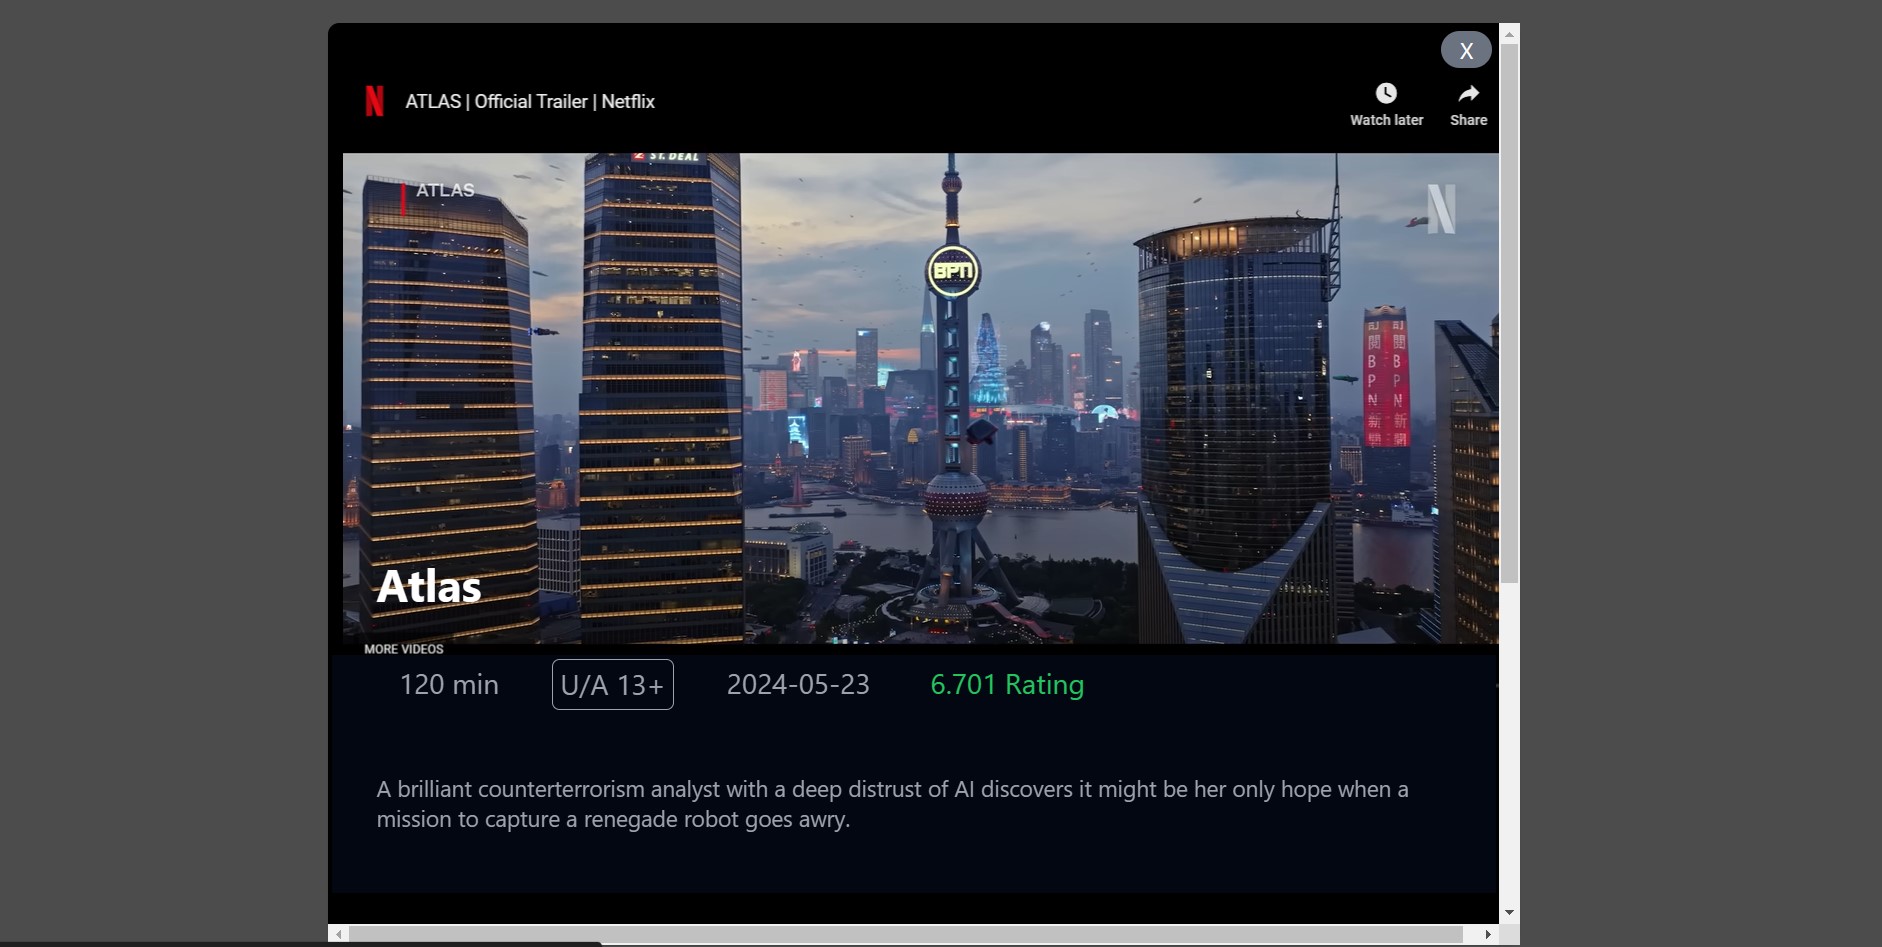 X
ATLAS | Official Trailer | Netflix
Watch later
Share
ST. DEAL
ATLAS
N
BPN
BPN
BPN
Atlas
MORE VIDEOS
120 min
U/A 13+
2024-05-23
6.701 Rating
A brilliant counterterrorism analyst with a deep distrust of AI discovers it might be her only hope when a
mission to capture a renegade robot goes awry.